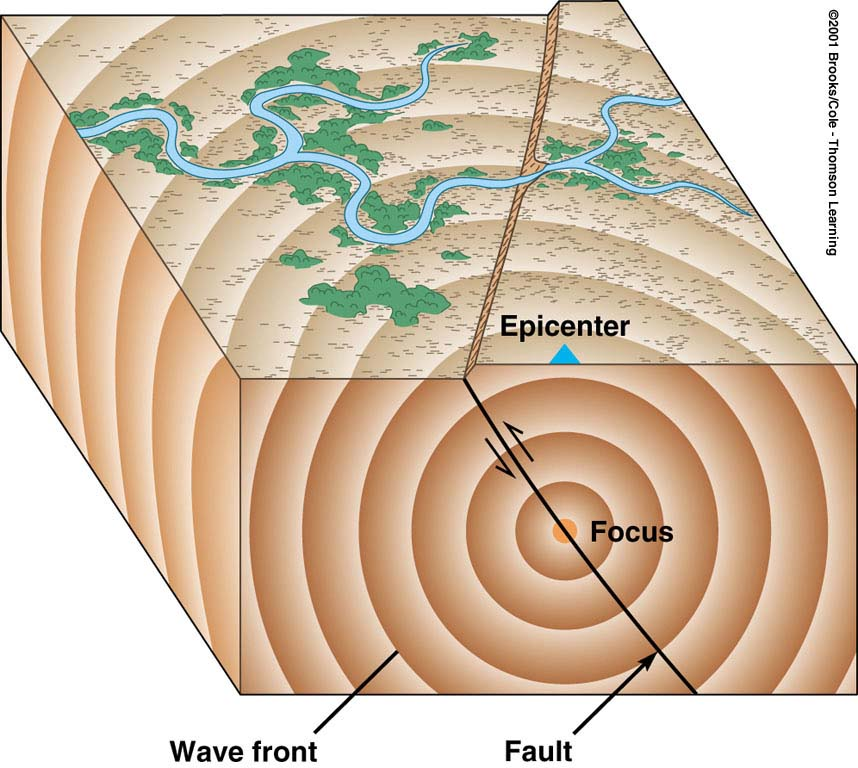 ©2001 Brooks/Cole - Thomson Learning
Epicenter
Focus
Wave front
Fault